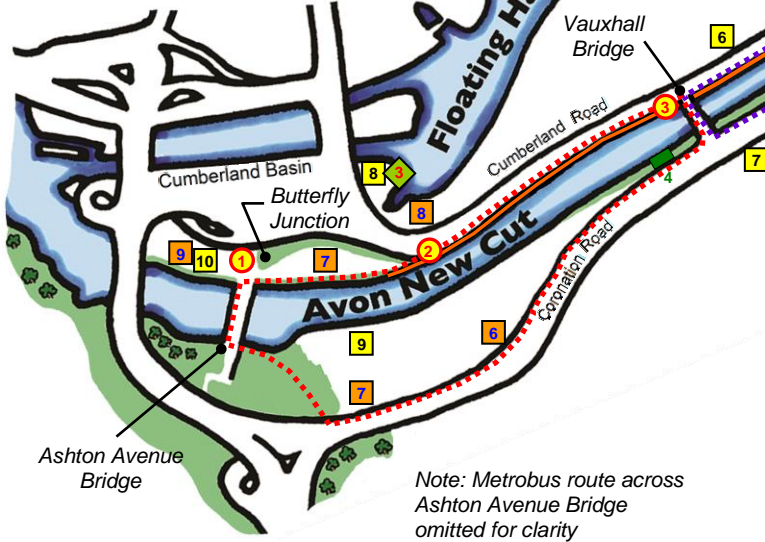 Vauxhall
Bridge
6
Floating Ha
3
Cumberland Road
7
8
3
Cumberland Basin
4
Butterfly
Junction
8
2
9
10
1
7
Avon New Cut
Coronation Road
9
6
7
Ashton Avenue
Bridge
Note: Metrobus route across
Ashton Avenue Bridge
omitted for clarity